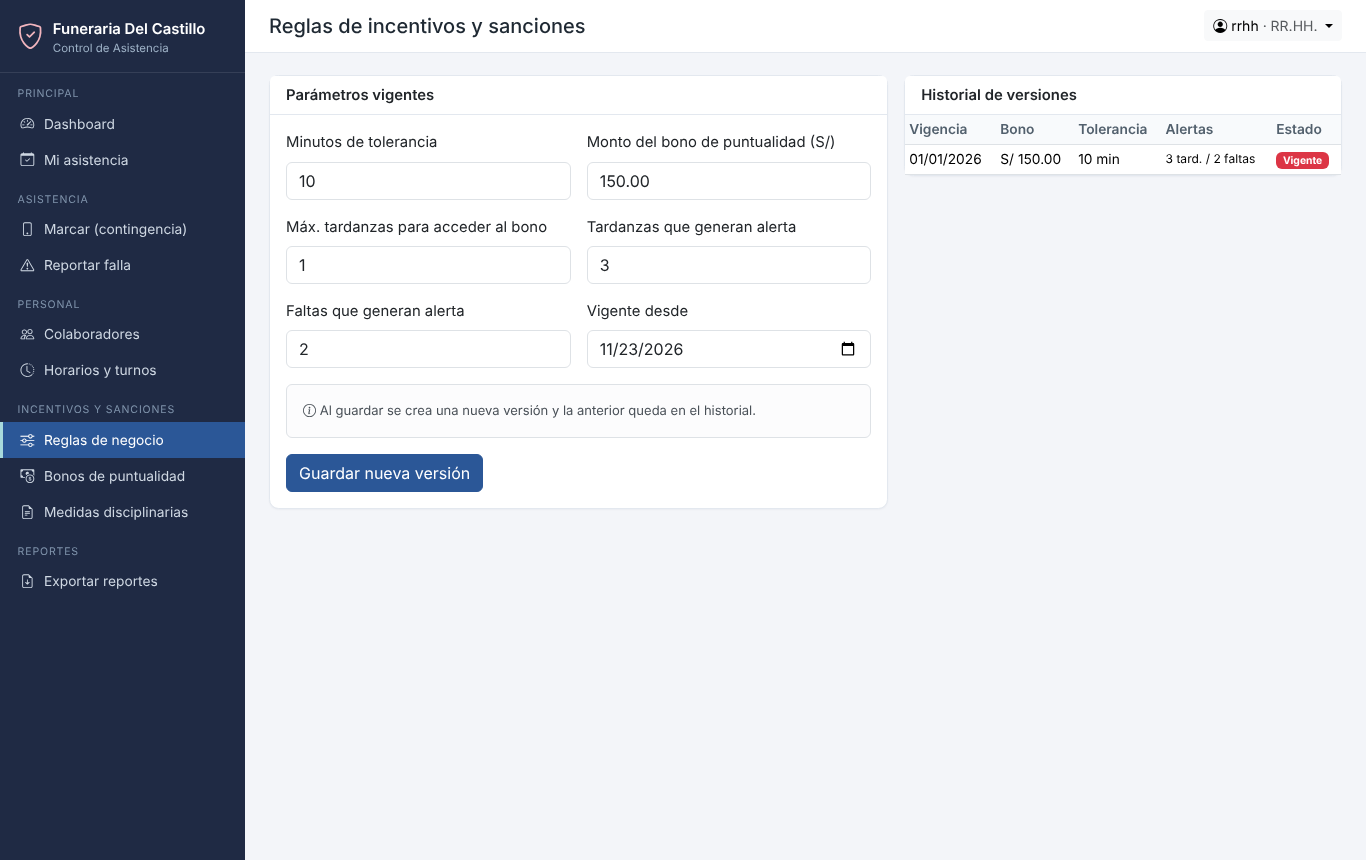 Funeraria Del Castillo
Control de Asistencia
PRINCIPAL
Dashboard
Mi asistencia
ASISTENCIA
Marcar (contingencia)
Reportar falla
PERSONAL
Colaboradores
Horarios y turnos
INCENTIVOS Y SANCIONES
Reglas de negocio
Bonos de puntualidad
Medidas disciplinarias
REPORTES
Exportar reportes
Reglas de incentivos y sanciones
rrhh · RR.HH.
Parámetros vigentes
Minutos de tolerancia
10
Monto del bono de puntualidad (S/)
150.00
Máx. tardanzas para acceder al bono
1
Tardanzas que generan alerta
3
Faltas que generan alerta
2
Vigente desde
11/23/2026
Al guardar se crea una nueva versión y la anterior queda en el historial.
Guardar nueva versión
Historial de versiones
Vigencia Bono Tolerancia Alertas Estado
01/01/2026 S/ 150.00 10 min 3 tard. / 2 faltas Vigente